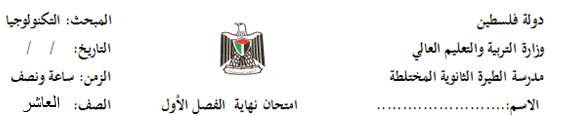 دولة فلسطين المبحث: التكنولوجيا
وزارة التربية والتعليم العالي التاريخ: / /
مدرسة الطيرة الثانوية المختلطة الزمن: ساعة ونصف
الاسم:......................... امتحان نهاية الفصل الأول الصف: العاشر